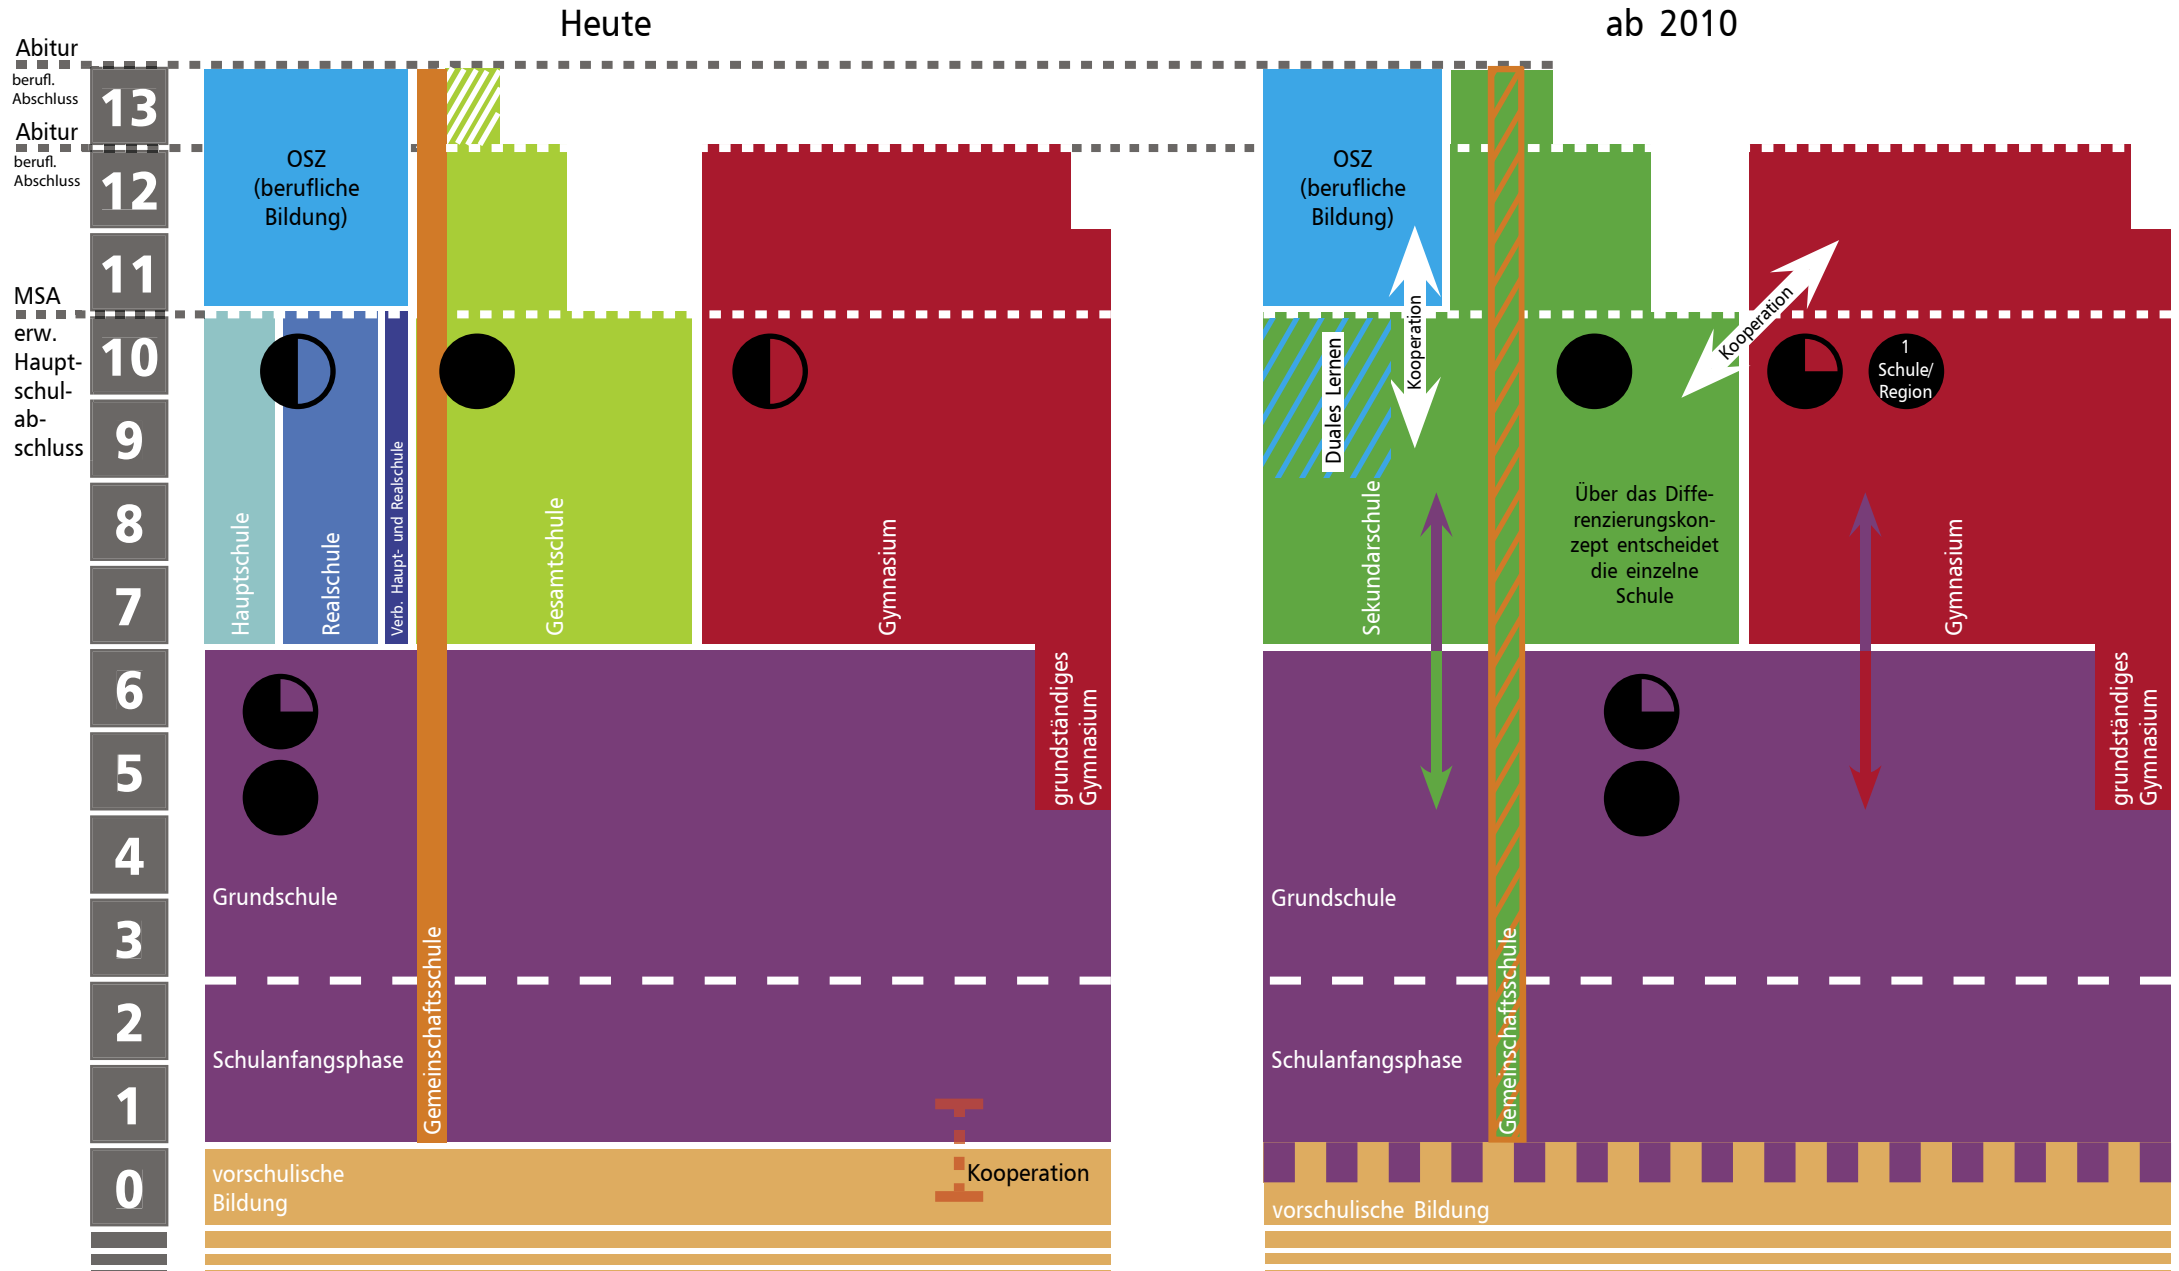 Heute
ab 2010
Abitur
berufl.
Abschluss
Abitur
berufl.
Abschluss
MSA
erw.
Haupt-
schul-
ab-
schluss
13
12
11
10
9
8
7
6
5
4
3
2
1
0
OSZ
(berufliche
Bildung)
Hauptschule
Realschule
Verb. Haupt- und Realschule
Gesamtschule
Gymnasium
grundständiges
Gymnasium
Grundschule
Schulanfangsphase
Gemeinschaftsschule
vorschulische
Bildung
Kooperation
OSZ
(berufliche
Bildung)
Kooperation
Duales Lernen
Kooperation
1
Schule/
Region
Sekundarschule
Über das Diffe-
renzierungskon-
zept entscheidet
die einzelne
Schule
Gymnasium
grundständiges
Gymnasium
Grundschule
Schulanfangsphase
Gemeinschaftsschule
vorschulische Bildung